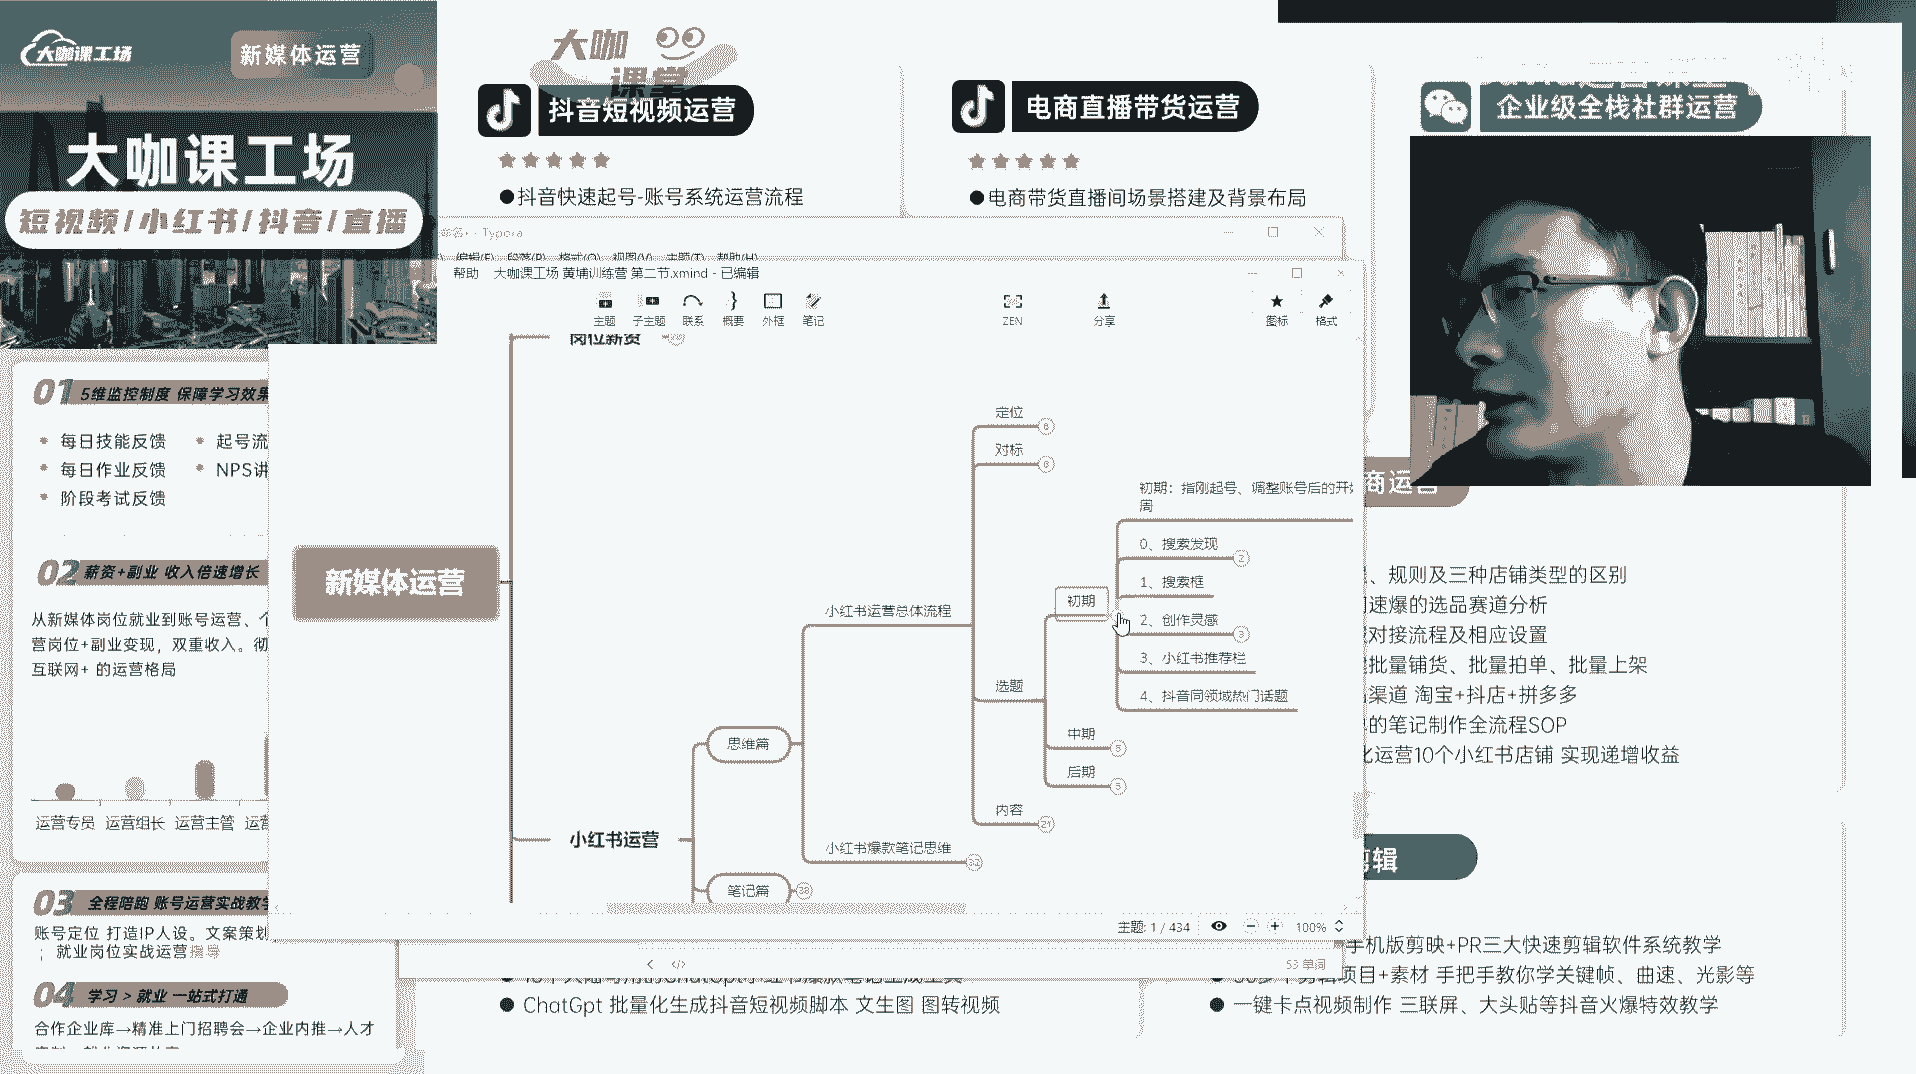 大咖课工场
新媒体运营
大咖课工场
短视频/小红书/抖音/直播
大咖
课堂
抖音短视频运营
●抖音快速起号-账号系统运营流程
电商直播带货运营
●电商带货直播间场景搭建及背景布局
企业级全栈社群运营
01 5维监控制度 保障学习效果
每日技能反馈
起号流
每日作业反馈
NPS讲
阶段考试反馈
02 薪资+副业 收入倍速增长
从新媒体岗位就业到账号运营、个
营岗位+副业变现，双重收入。彻
互联网+ 的运营格局
运营专员 运营组长 运营主管 运营
03 全程陪跑 账号运营实战教学
账号定位 打造IP人设。文案策划
；就业岗位实战运营指导
04 学习 > 就业 一站式打通
合作企业库→精准上门招聘会→企业内推→人才
Typora
编辑(E) 段落(P) 格式(O) 视图(V) 主题(T) 帮助(H)
帮助 大咖课工场 黄埔训练营 第二节.xmind - 已编辑
主题 子主题 联系 概要 外框 笔记 ZEN 分享 图标 格式
岗位薪资
新媒体运营
小红书运营
思维篇
笔记篇 38
小红书运营总体流程
小红书爆款笔记思维 32
定位 6
对标 6
选题
内容 21
初期
中期 5
后期 5
初期：指刚起号、调整账号后的开始
周
0、搜索发现 2
1、搜索框
2、创作灵感 3
3、小红书推荐栏
4、抖音同领域热门话题
主题: 1 / 434
100%
53 单词
商运营
、规则及三种店铺类型的区别
速爆的选品赛道分析
对接流程及相应设置
批量铺货、批量拍单、批量上架
渠道 淘宝+抖店+拼多多
的笔记制作全流程SOP
化运营10个小红书店铺 实现递增收益
剪辑
手机版剪映+PR三大快速剪辑软件系统教学
项目+素材 手把手教你学关键帧、曲速、光影等
● 一键卡点视频制作 三联屏、大头贴等抖音火爆特效教学
● ChatGpt 批量化生成抖音短视频脚本 文生图 图转视频